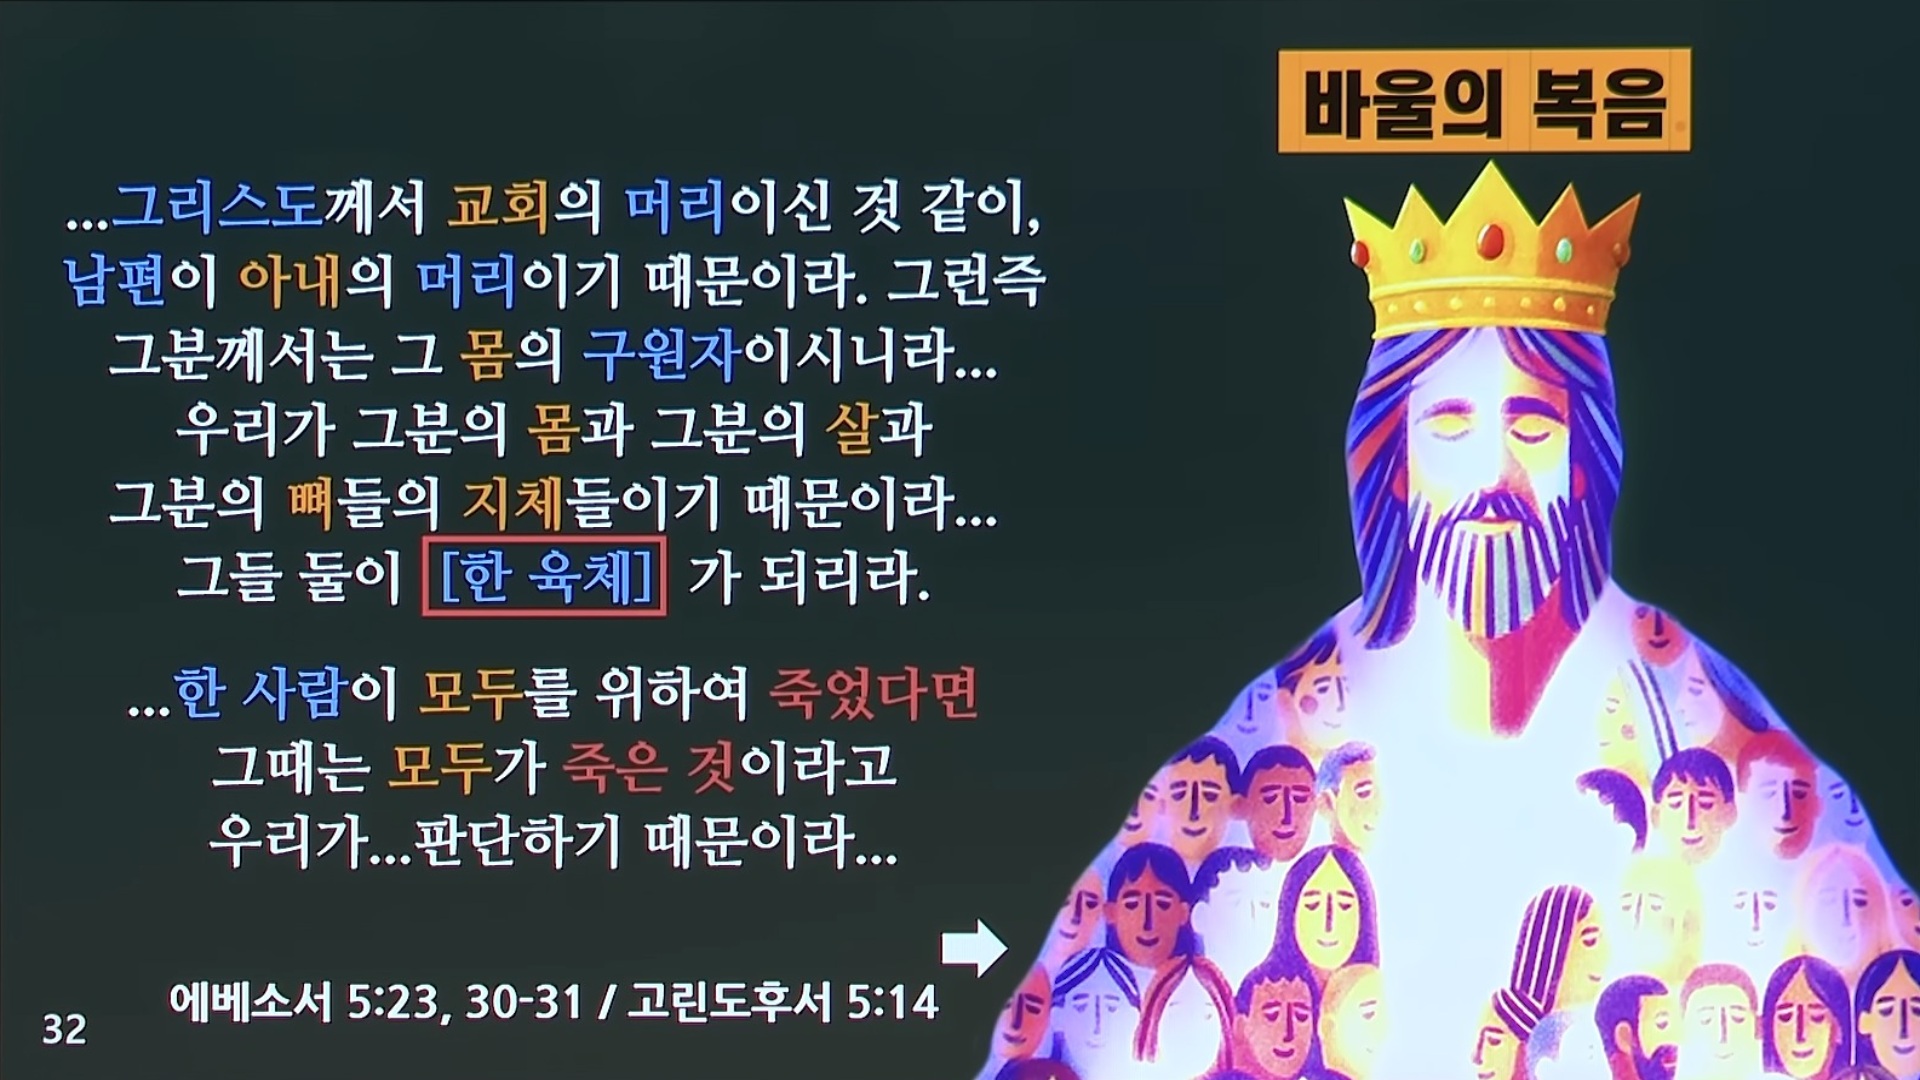 바울의 복음
...그리스도께서 교회의 머리이신 것 같이,
남편이 아내의 머리이기 때문이라. 그런즉
그분께서는 그 몸의 구원자이시니라...
우리가 그분의 몸과 그분의 살과
그분의 뼈들의 지체들이기 때문이라...
그들 둘이 [한 육체] 가 되리라.
...한 사람이 모두를 위하여 죽었다면
그때는 모두가 죽은 것이라고
우리가...판단하기 때문이라...
에베소서 5:23, 30-31 / 고린도후서 5:14
32